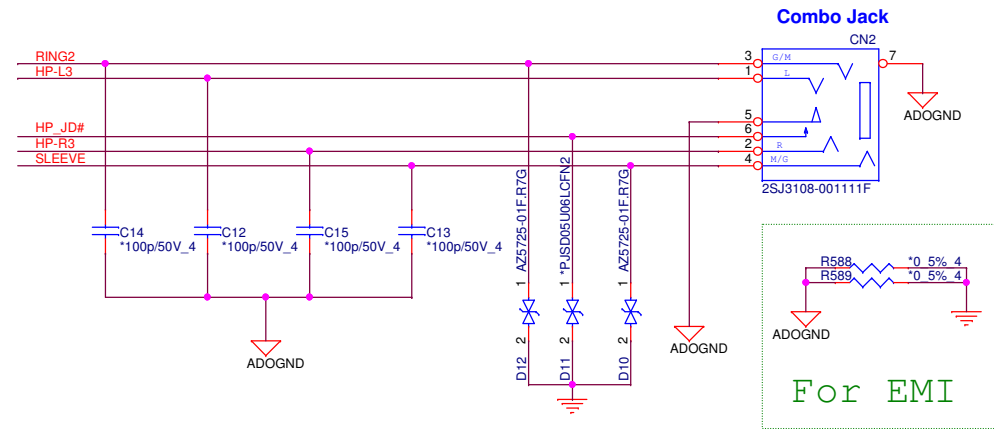 Combo Jack
CN2
RING2
3
G/M
7
HP-L3
1
L
ADOGND
5
HP_JD#
6
HP-R3
2
R
SLEEVE
4
M/G
2SJ3108-001111F
C14
*100p/50V_4
C12
*100p/50V_4
C15
*100p/50V_4
C13
*100p/50V_4
AZ5725-01F.R7G
*PJSD05U06LCFN2
AZ5725-01F.R7G
1
1
1
2
2
2
D12
D11
D10
ADOGND
ADOGND
R588
*0_5%_4
R589
*0_5%_4
ADOGND
For EMI